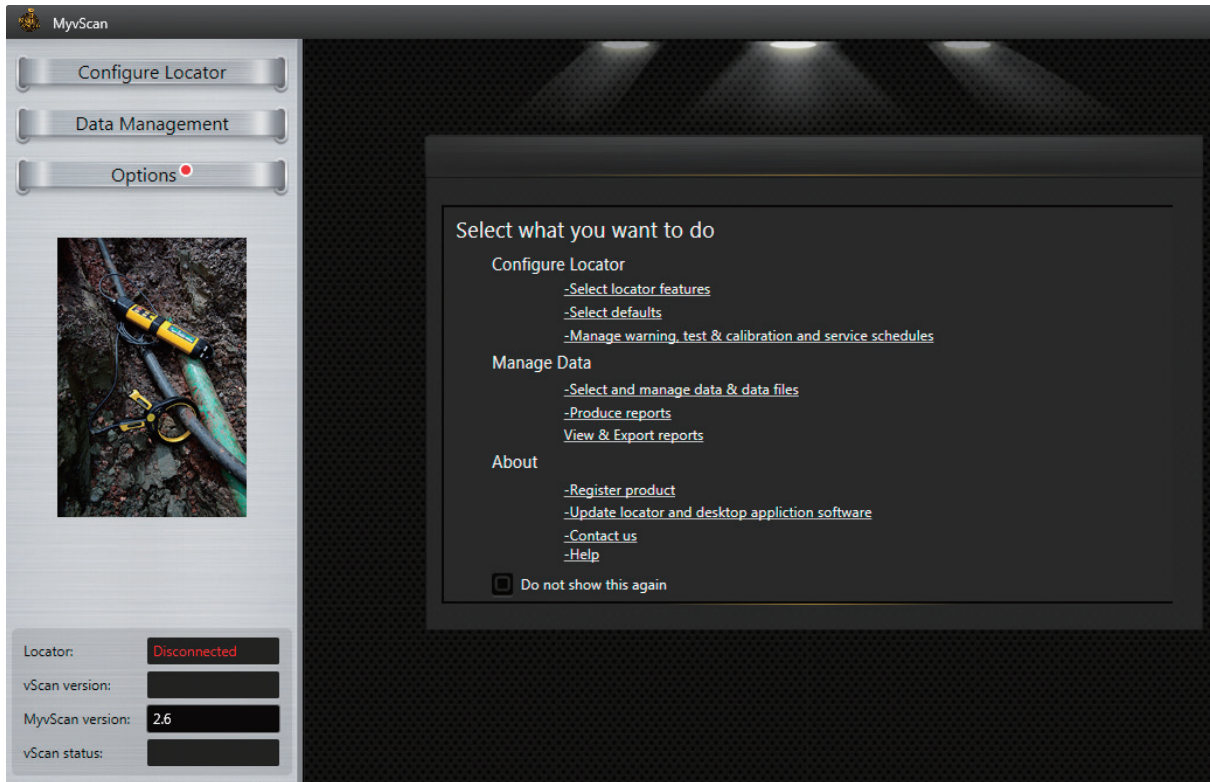 MyvScan
Configure Locator
Data Management
Options
Select what you want to do
Configure Locator
-Select locator features
-Select defaults
-Manage warning, test & calibration and service schedules
Manage Data
-Select and manage data & data files
-Produce reports
View & Export reports
About
-Register product
-Update locator and desktop appliction software
-Contact us
-Help
Do not show this again
Locator: Disconnected
vScan version:
MyvScan version: 2.6
vScan status: